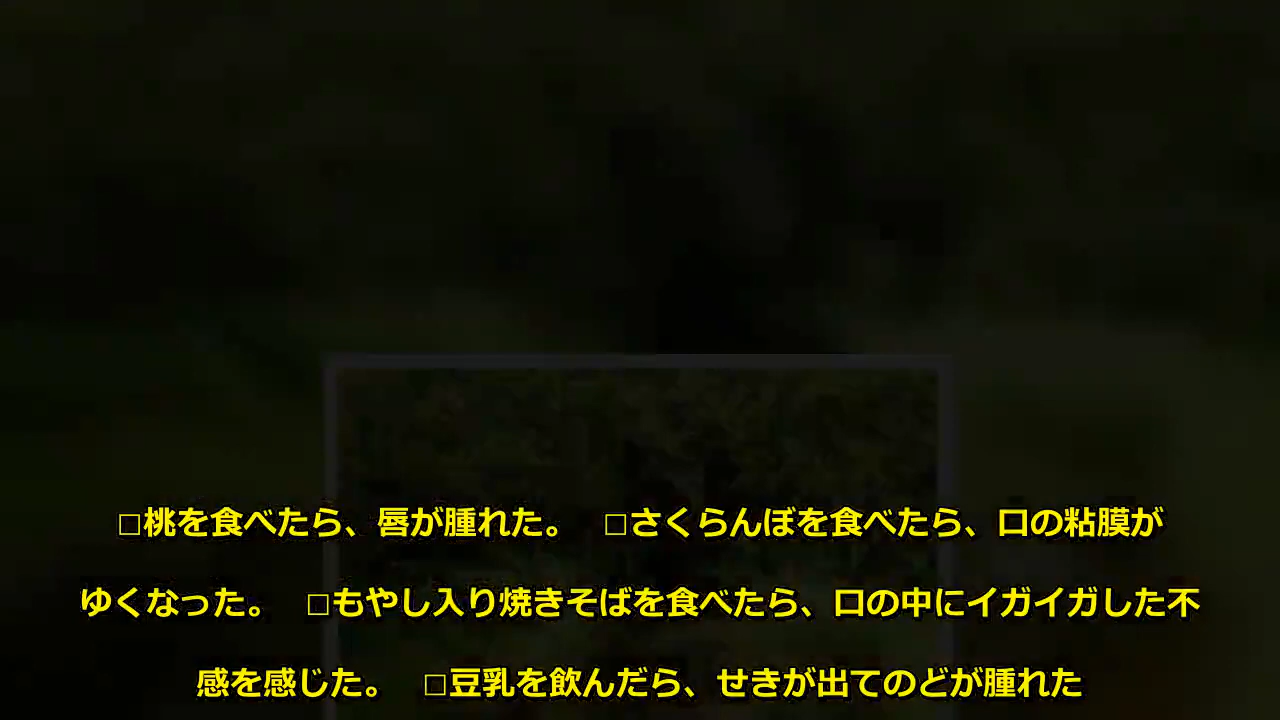 □桃を食べたら、唇が腫れた。 □さくらんぼを食べたら、口の粘膜が
ゆくなった。 □もやし入り焼きそばを食べたら、口の中にイガイガした不
感を感じた。 □豆乳を飲んだら、せきが出てのどが腫れた